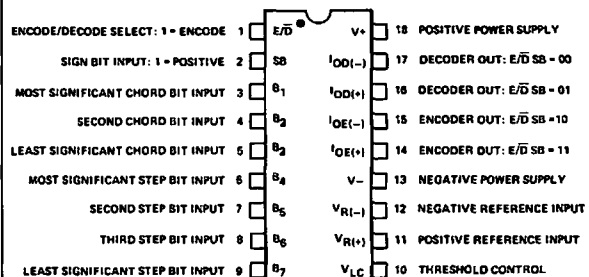 ENCODE/DECODE SELECT: 1 = ENCODE 1 E/D̅ V+ 18 POSITIVE POWER SUPPLY
SIGN BIT INPUT: 1 = POSITIVE 2 SB IOD(−) 17 DECODER OUT: E/D̅ SB = 00
MOST SIGNIFICANT CHORD BIT INPUT 3 B1 IOD(+) 16 DECODER OUT: E/D̅ SB = 01
SECOND CHORD BIT INPUT 4 B2 IOE(−) 15 ENCODER OUT: E/D̅ SB =10
LEAST SIGNIFICANT CHORD BIT INPUT 5 B3 IOE(+) 14 ENCODER OUT: E/D̅ SB = 11
MOST SIGNIFICANT STEP BIT INPUT 6 B4 V− 13 NEGATIVE POWER SUPPLY
SECOND STEP BIT INPUT 7 B5 VR(−) 12 NEGATIVE REFERENCE INPUT
THIRD STEP BIT INPUT 8 B6 VR(+) 11 POSITIVE REFERENCE INPUT
LEAST SIGNIFICANT STEP BIT INPUT 9 B7 VLC 10 THRESHOLD CONTROL